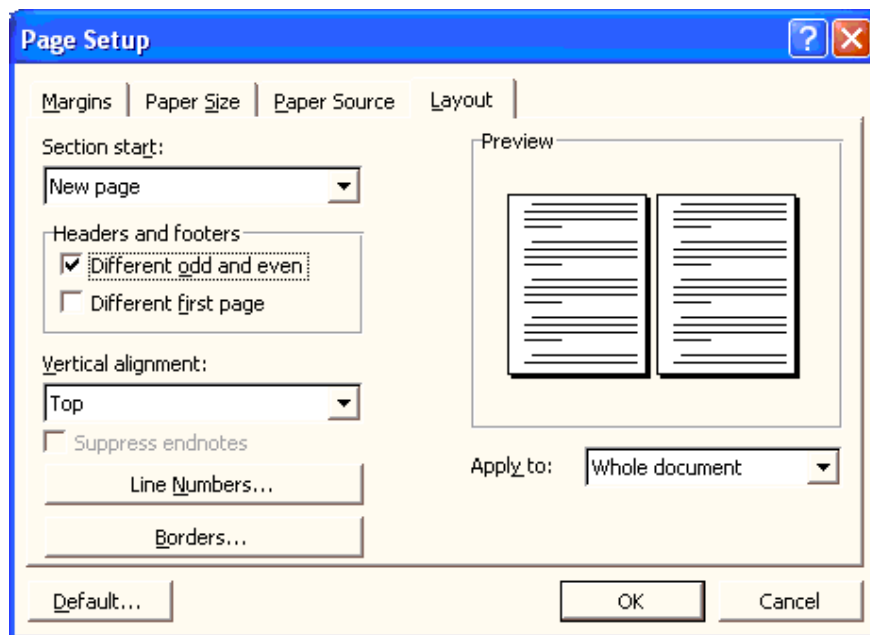 Page Setup
Margins Paper Size Paper Source Layout
Section start:
New page
Headers and footers
Different odd and even
Different first page
Vertical alignment:
Top
Suppress endnotes
Line Numbers...
Borders...
Preview
Apply to: Whole document
Default... OK Cancel